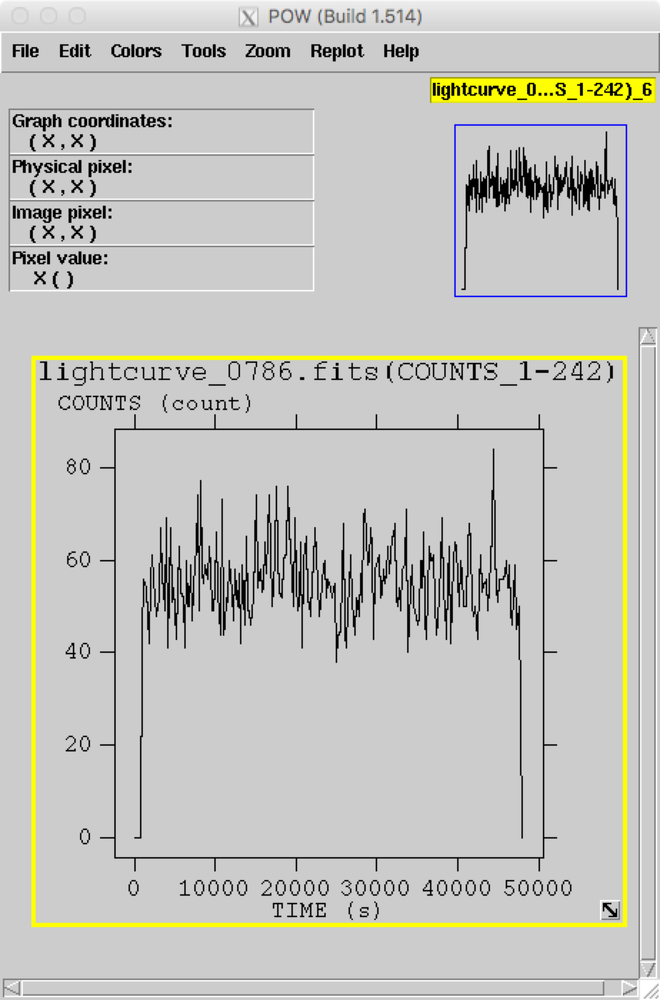 POW (Build 1.514)
File Edit Colors Tools Zoom Replot Help
lightcurve_0...S_1-242)_6
Graph coordinates:
( X , X )
Physical pixel:
( X , X )
Image pixel:
( X , X )
Pixel value:
X ( )
lightcurve_0786.fits(COUNTS_1-242)
COUNTS (count)
80
60
40
20
0
0 10000 20000 30000 40000 50000
TIME (s)